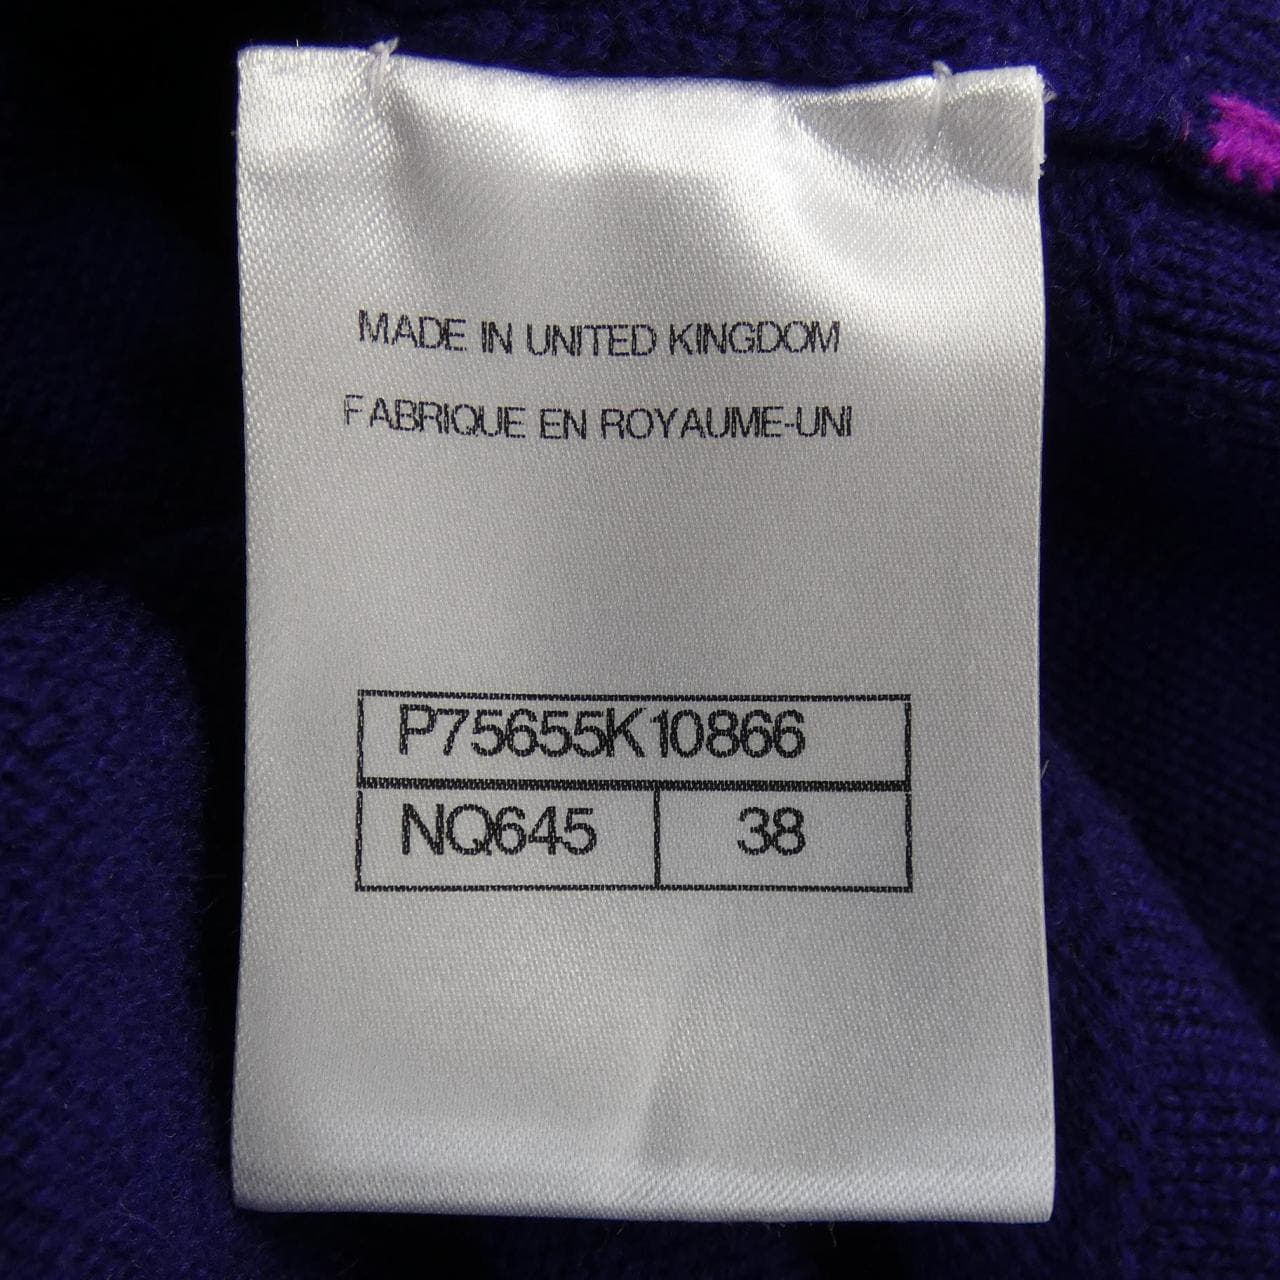 MADE IN UNITED KINGDOM
FABRIQUE EN ROYAUME-UNI
P75655K10866
NQ645 38